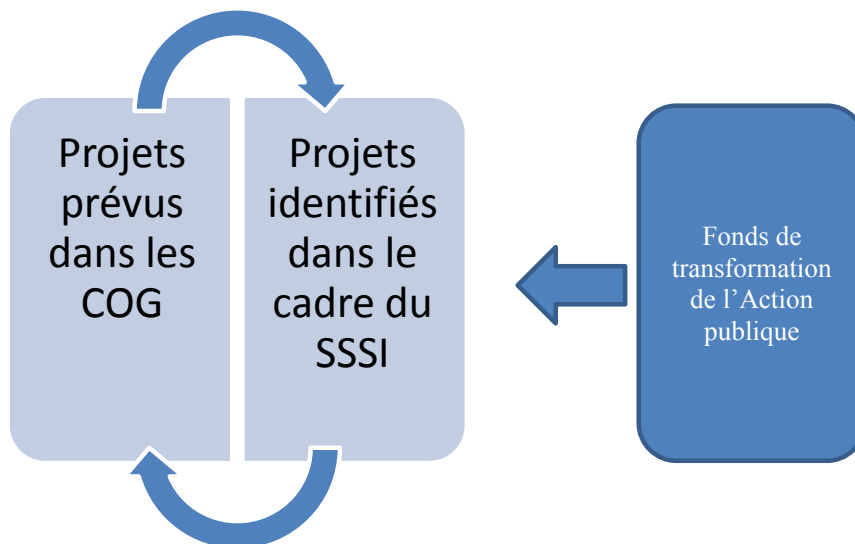 Projets
prévus
dans les
COG
Projets
identifiés
dans le
cadre du
SSSI
Fonds de
transformation
de l’Action
publique